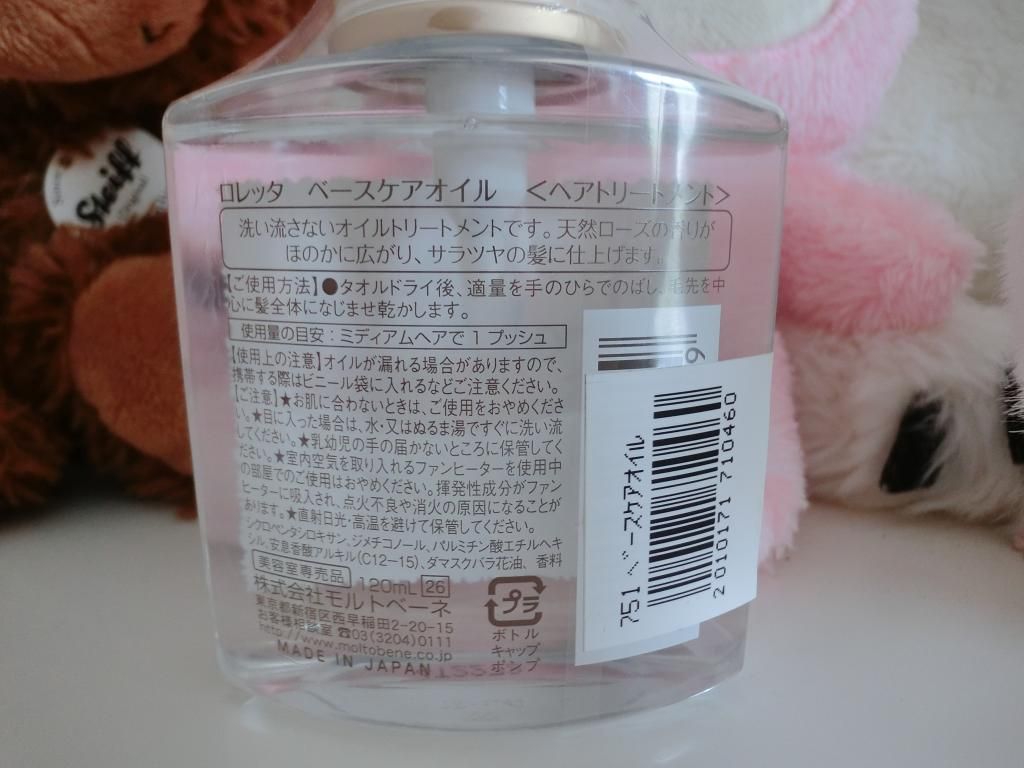 Steiff
ロレッタ ベースケアオイル <ヘアトリートメント>
洗い流さないオイルトリートメントです。天然ローズの香りが
ほのかに広がり、サラツヤの髪に仕上げます。
【ご使用方法】●タオルドライ後、適量を手のひらでのばし、毛先を中
心に髪全体になじませ乾かします。
使用量の目安:ミディアムヘアで1プッシュ
【使用上の注意】オイルが漏れる場合がありますので、
携帯する際はビニール袋に入れるなどご注意ください。
【ご注意】★お肌に合わないときは、ご使用をおやめくださ
い。★目に入った場合は、水・又はぬるま湯ですぐに洗い流
してください。★乳幼児の手の届かないところに保管してく
ださい。★室内空気を取り入れるファンヒーターを使用中
の部屋でのご使用はおやめください。揮発性成分がファン
ヒーターに吸入され、点火不良や消火の原因になることが
あります。★直射日光・高温を避けて保管してください。
シクロペンタシロキサン、ジメチコノール、パルミチン酸エチルヘキ
シル、安息香酸アルキル(C12-15)、ダマスクバラ花油、香料
美容室専売品 120mL 26
株式会社モルトベーネ
東京都新宿区西早稲田2-20-15
お客様相談室 ☎03(3204)0111
http://www.moltobene.co.jp
MADE IN JAPAN
プラ
ボトル
キャップ
ポンプ
9
751 ベースケアオイル
2 010171 710460